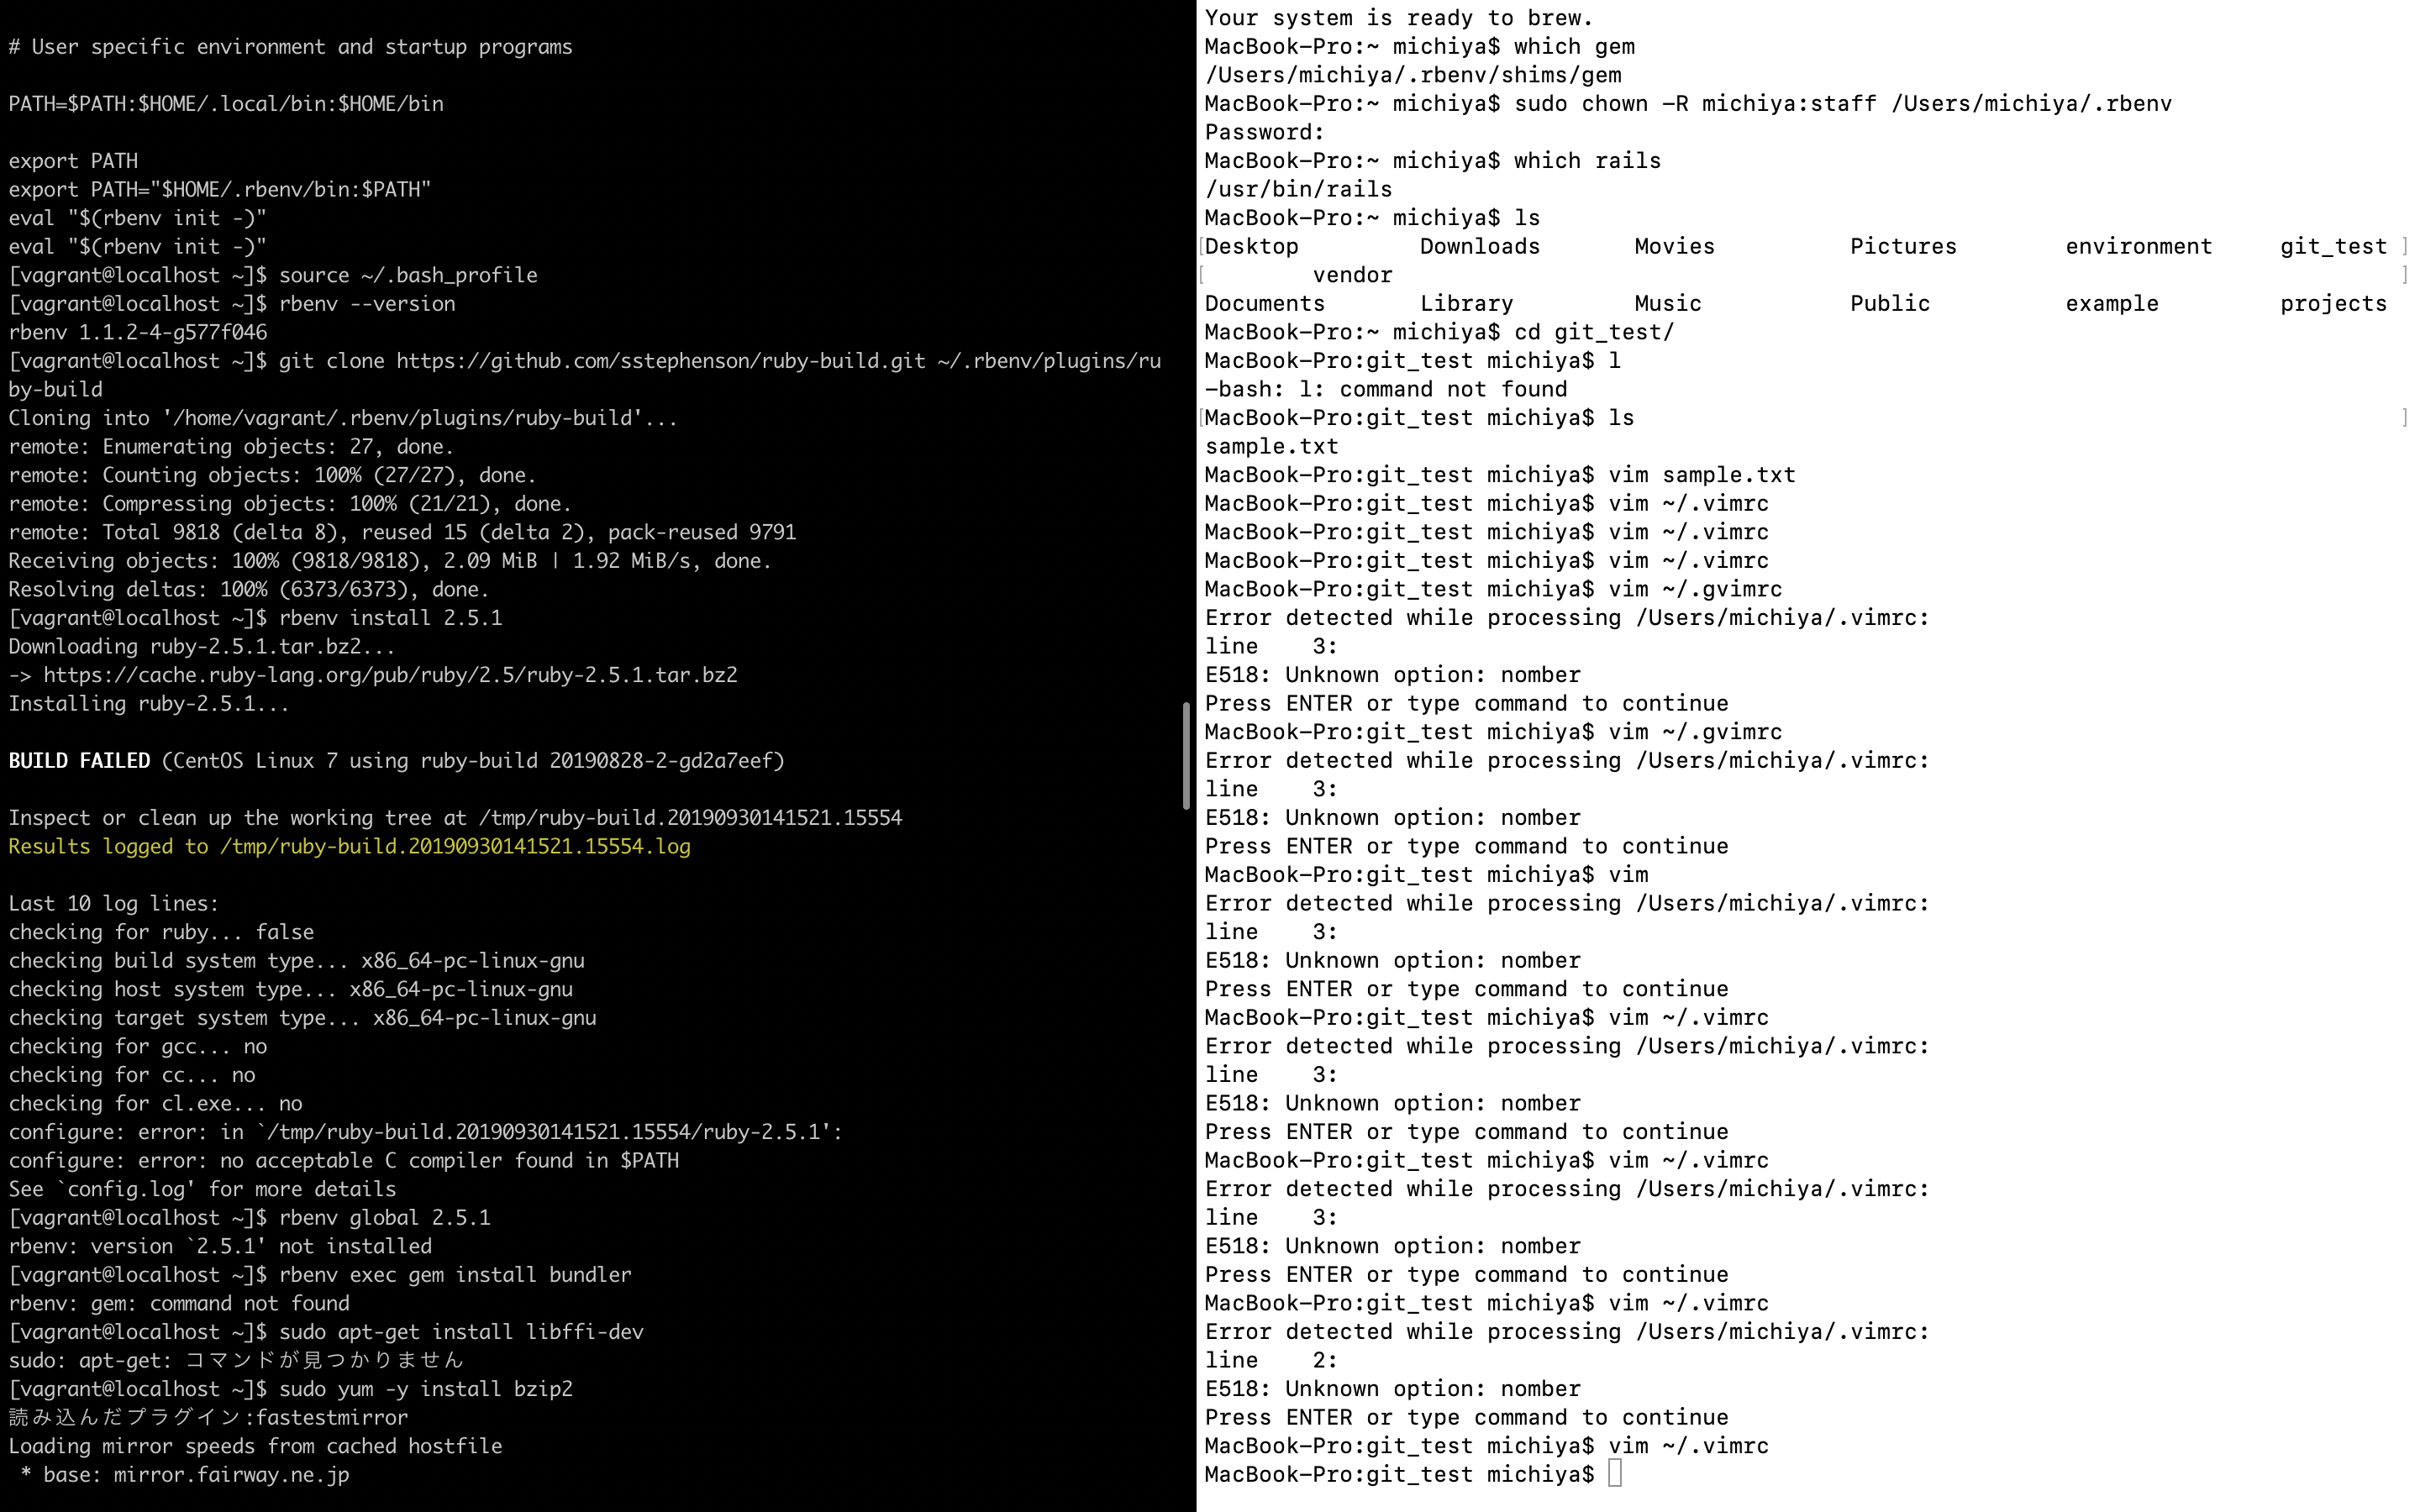 # User specific environment and startup programs
PATH=$PATH:$HOME/.local/bin:$HOME/bin
export PATH
export PATH="$HOME/.rbenv/bin:$PATH"
eval "$(rbenv init -)"
eval "$(rbenv init -)"
[vagrant@localhost ~]$ source ~/.bash_profile
[vagrant@localhost ~]$ rbenv --version
rbenv 1.1.2-4-g577f046
[vagrant@localhost ~]$ git clone https://github.com/sstephenson/ruby-build.git ~/.rbenv/plugins/ru
by-build
Cloning into '/home/vagrant/.rbenv/plugins/ruby-build'...
remote: Enumerating objects: 27, done.
remote: Counting objects: 100% (27/27), done.
remote: Compressing objects: 100% (21/21), done.
remote: Total 9818 (delta 8), reused 15 (delta 2), pack-reused 9791
Receiving objects: 100% (9818/9818), 2.09 MiB | 1.92 MiB/s, done.
Resolving deltas: 100% (6373/6373), done.
[vagrant@localhost ~]$ rbenv install 2.5.1
Downloading ruby-2.5.1.tar.bz2...
-> https://cache.ruby-lang.org/pub/ruby/2.5/ruby-2.5.1.tar.bz2
Installing ruby-2.5.1...
BUILD FAILED (CentOS Linux 7 using ruby-build 20190828-2-gd2a7eef)
Inspect or clean up the working tree at /tmp/ruby-build.20190930141521.15554
Results logged to /tmp/ruby-build.20190930141521.15554.log
Last 10 log lines:
checking for ruby... false
checking build system type... x86_64-pc-linux-gnu
checking host system type... x86_64-pc-linux-gnu
checking target system type... x86_64-pc-linux-gnu
checking for gcc... no
checking for cc... no
checking for cl.exe... no
configure: error: in `/tmp/ruby-build.20190930141521.15554/ruby-2.5.1':
configure: error: no acceptable C compiler found in $PATH
See `config.log' for more details
[vagrant@localhost ~]$ rbenv global 2.5.1
rbenv: version `2.5.1' not installed
[vagrant@localhost ~]$ rbenv exec gem install bundler
rbenv: gem: command not found
[vagrant@localhost ~]$ sudo apt-get install libffi-dev
sudo: apt-get: コマンドが見つかりません
[vagrant@localhost ~]$ sudo yum -y install bzip2
読み込んだプラグイン:fastestmirror
Loading mirror speeds from cached hostfile
 * base: mirror.fairway.ne.jp
Your system is ready to brew.
MacBook-Pro:~ michiya$ which gem
/Users/michiya/.rbenv/shims/gem
MacBook-Pro:~ michiya$ sudo chown -R michiya:staff /Users/michiya/.rbenv
Password:
MacBook-Pro:~ michiya$ which rails
/usr/bin/rails
MacBook-Pro:~ michiya$ ls
[Desktop Downloads Movies Pictures environment git_test ]
[ vendor ]
Documents Library Music Public example projects
MacBook-Pro:~ michiya$ cd git_test/
MacBook-Pro:git_test michiya$ l
-bash: l: command not found
[MacBook-Pro:git_test michiya$ ls ]
sample.txt
MacBook-Pro:git_test michiya$ vim sample.txt
MacBook-Pro:git_test michiya$ vim ~/.vimrc
MacBook-Pro:git_test michiya$ vim ~/.vimrc
MacBook-Pro:git_test michiya$ vim ~/.vimrc
MacBook-Pro:git_test michiya$ vim ~/.gvimrc
Error detected while processing /Users/michiya/.vimrc:
line    3:
E518: Unknown option: nomber
Press ENTER or type command to continue
MacBook-Pro:git_test michiya$ vim ~/.gvimrc
Error detected while processing /Users/michiya/.vimrc:
line    3:
E518: Unknown option: nomber
Press ENTER or type command to continue
MacBook-Pro:git_test michiya$ vim
Error detected while processing /Users/michiya/.vimrc:
line    3:
E518: Unknown option: nomber
Press ENTER or type command to continue
MacBook-Pro:git_test michiya$ vim ~/.vimrc
Error detected while processing /Users/michiya/.vimrc:
line    3:
E518: Unknown option: nomber
Press ENTER or type command to continue
MacBook-Pro:git_test michiya$ vim ~/.vimrc
Error detected while processing /Users/michiya/.vimrc:
line    3:
E518: Unknown option: nomber
Press ENTER or type command to continue
MacBook-Pro:git_test michiya$ vim ~/.vimrc
Error detected while processing /Users/michiya/.vimrc:
line    2:
E518: Unknown option: nomber
Press ENTER or type command to continue
MacBook-Pro:git_test michiya$ vim ~/.vimrc
MacBook-Pro:git_test michiya$